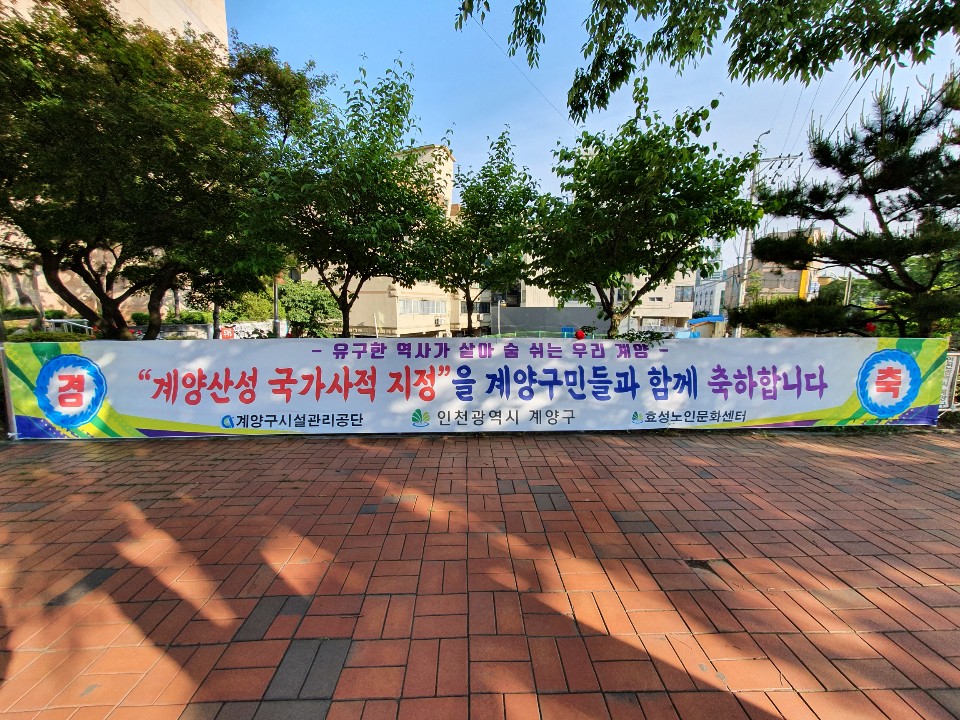 - 유구한 역사가 살마 숨 쉬는 우리 계양 -
겸 "계양산성 국가사적 지정"을 계양구민들과 함께 축하합니다 축
계양구시설관리공단 인천광역시 계양구 효성노인문화센터